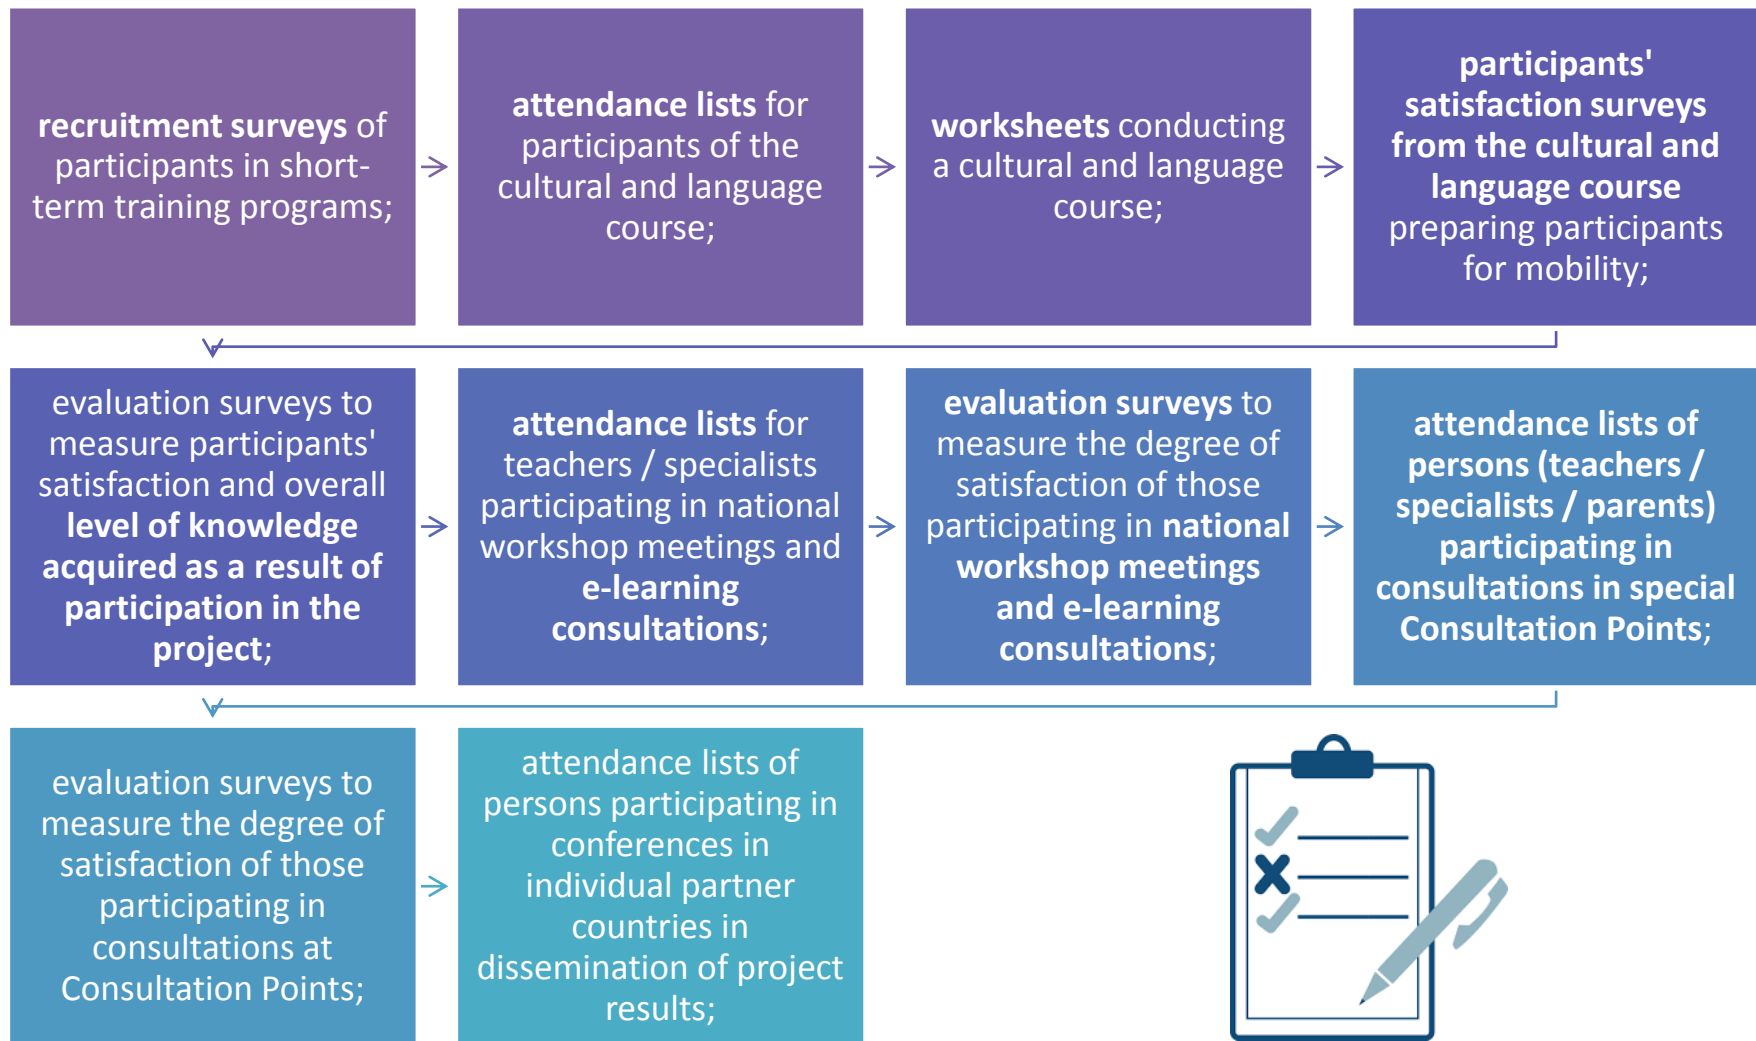 recruitment surveys of
participants in short-
term training programs;
attendance lists for
participants of the
cultural and language
course;
worksheets conducting
a cultural and language
course;
participants'
satisfaction surveys
from the cultural and
language course
preparing participants
for mobility;
evaluation surveys to
measure participants'
satisfaction and overall
level of knowledge
acquired as a result of
participation in the
project;
attendance lists for
teachers / specialists
participating in national
workshop meetings and
e-learning
consultations;
evaluation surveys to
measure the degree of
satisfaction of those
participating in national
workshop meetings
and e-learning
consultations;
attendance lists of
persons (teachers /
specialists / parents)
participating in
consultations in special
Consultation Points;
evaluation surveys to
measure the degree of
satisfaction of those
participating in
consultations at
Consultation Points;
attendance lists of
persons participating in
conferences in
individual partner
countries in
dissemination of project
results;